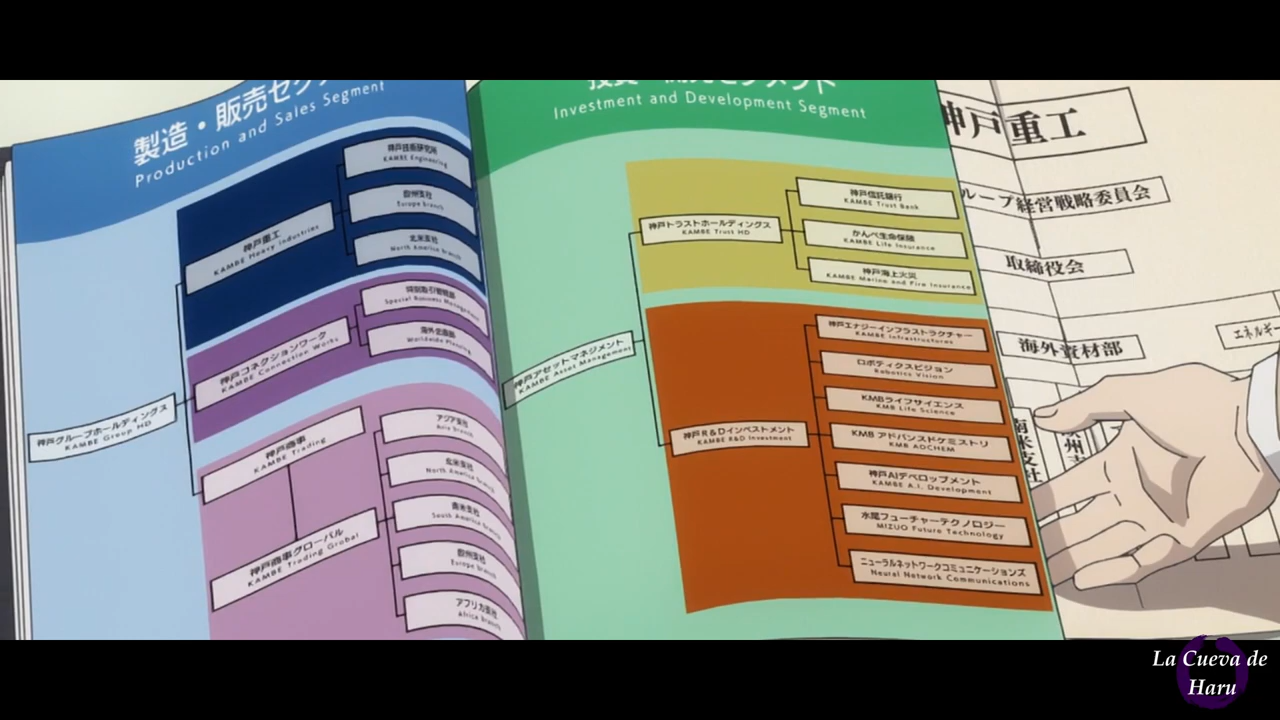 製造・販売セグ
Production and Sales Segment
神戸グループホールディングス
KAMBE Group HD
神戸重工
KAMBE Heavy Industries
神戸技術研究所
KAMBE Engineering
欧州支社
Europe branch
北米支社
North America branch
神戸コネクションワーク
KAMBE Connection Works
特別取引戦略部
Special Business Management
海外企画部
Worldwide Planning
神戸商事
KAMBE Trading
神戸商事グローバル
KAMBE Trading Grobal
アジア支社
Asia branch
北米支社
North America branch
南米支社
South America branch
欧州支社
Europe branch
アフリカ支社
Africa branch
Investment and Development Segment
神戸アセットマネジメント
KAMBE Asset Management
神戸トラストホールディングス
KAMBE Trust HD
神戸信託銀行
KAMBE Trust Bank
かんべ生命保険
KAMBE Life Insurance
神戸海上火災
KAMBE Marine and Fire Insurance
神戸R&Dインベストメント
KAMBE R&D Investment
神戸エナジーインフラストラクチャー
KAMBE Infrastructures
ロボティクスビジョン
Robotics Vision
KMBライフサイエンス
KMB Life Science
KMB アドバンスドケミストリ
KMB ADCHEM
神戸AIデベロップメント
KAMBE A.I. Development
水尾フューチャーテクノロジー
MIZUO Future Technology
ニューラルネットワークコミュニケーションズ
Neural Network Communications
神戸重工
ループ経営戦略委員会
取締役会
海外資材部
エネルギー
南米支社
州支
La Cueva de
Haru